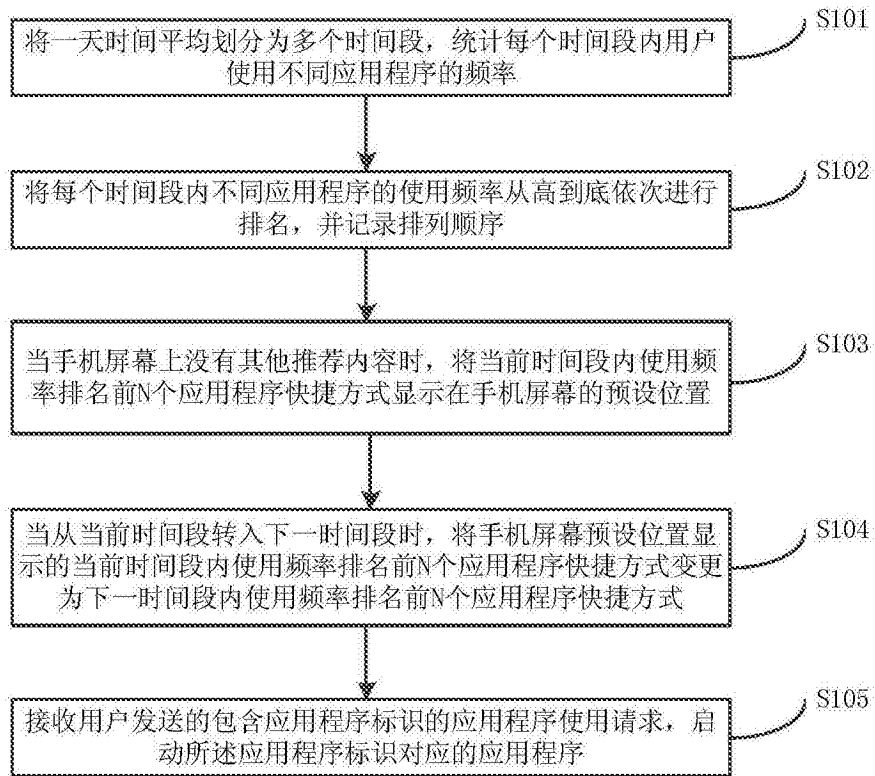 将一天时间平均划分为多个时间段，统计每个时间段内用户
使用不同应用程序的频率
S101
将每个时间段内不同应用程序的使用频率从高到底依次进行
排名，并记录排列顺序
S102
当手机屏幕上没有其他推荐内容时，将当前时间段内使用频
率排名前N个应用程序快捷方式显示在手机屏幕的预设位置
S103
当从当前时间段转入下一时间段时，将手机屏幕预设位置显
示的当前时间段内使用频率排名前N个应用程序快捷方式变更
为下一时间段内使用频率排名前N个应用程序快捷方式
S104
接收用户发送的包含应用程序标识的应用程序使用请求，启
动所述应用程序标识对应的应用程序
S105